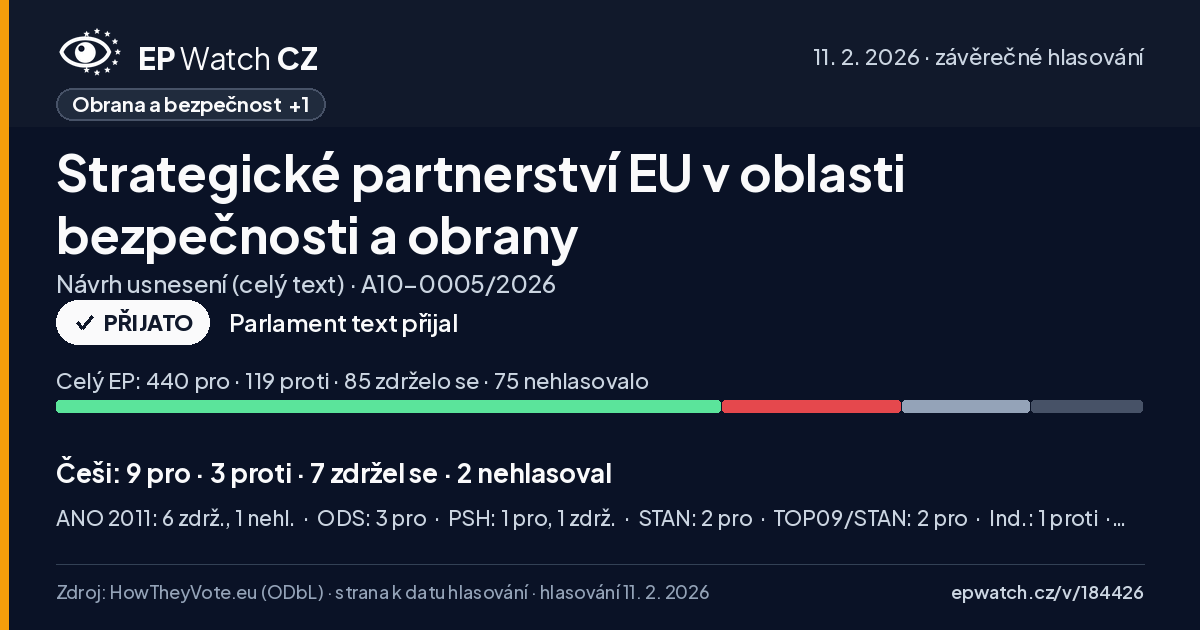 EP Watch CZ
11. 2. 2026 · závěrečné hlasování
Obrana a bezpečnost +1
Strategické partnerství EU v oblasti
bezpečnosti a obrany
Návrh usnesení (celý text) · A10–0005/2026
✓ PŘIJATO
Parlament text přijal
Celý EP: 440 pro · 119 proti · 85 zdrželo se · 75 nehlasovalo
Češi: 9 pro · 3 proti · 7 zdržel se · 2 nehlasoval
ANO 2011: 6 zdrž., 1 nehl. · ODS: 3 pro · PSH: 1 pro, 1 zdrž. · STAN: 2 pro · TOP09/STAN: 2 pro · Ind.: 1 proti ·…
Zdroj: HowTheyVote.eu (ODbL) · strana k datu hlasování · hlasování 11. 2. 2026
epwatch.cz/v/184426